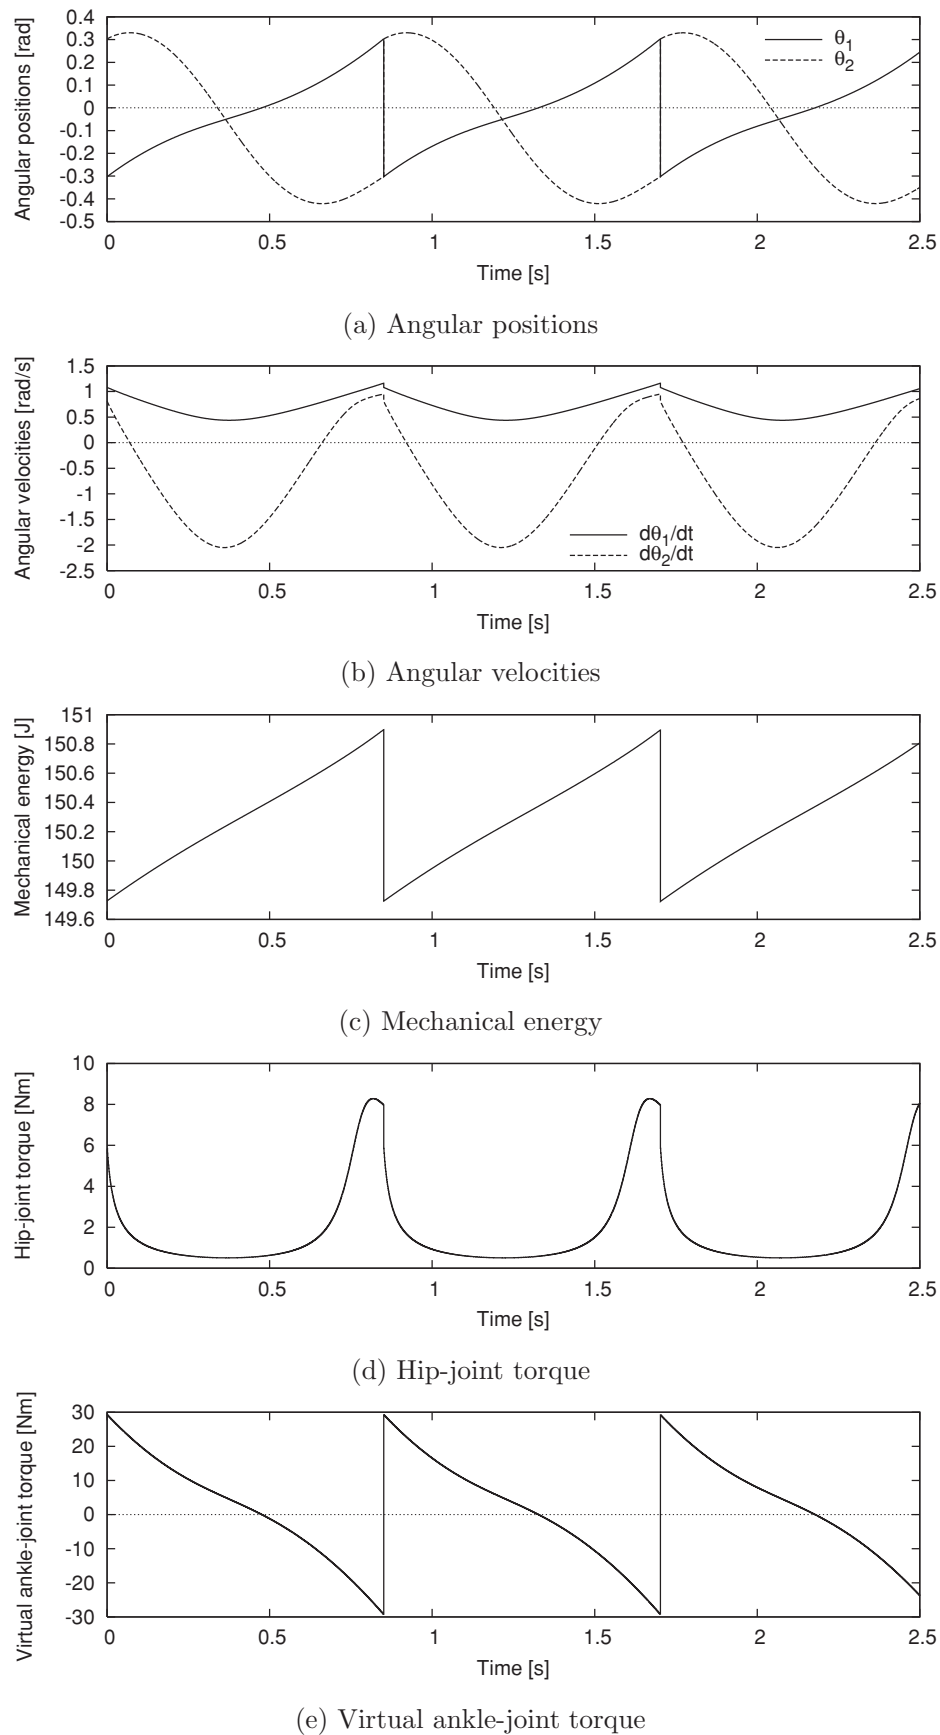 Angular positions [rad]
0.4
0.3
0.2
0.1
0
-0.1
-0.2
-0.3
-0.4
-0.5
θ1
θ2
0 0.5 1 1.5 2 2.5
Time [s]
(a) Angular positions
Angular velocities [rad/s]
1.5
1
0.5
0
-0.5
-1
-1.5
-2
-2.5
dθ1/dt
dθ2/dt
0 0.5 1 1.5 2 2.5
Time [s]
(b) Angular velocities
Mechanical energy [J]
151
150.8
150.6
150.4
150.2
150
149.8
149.6
0 0.5 1 1.5 2 2.5
Time [s]
(c) Mechanical energy
Hip-joint torque [Nm]
10
8
6
4
2
0
0 0.5 1 1.5 2 2.5
Time [s]
(d) Hip-joint torque
Virtual ankle-joint torque [Nm]
30
20
10
0
-10
-20
-30
0 0.5 1 1.5 2 2.5
Time [s]
(e) Virtual ankle-joint torque